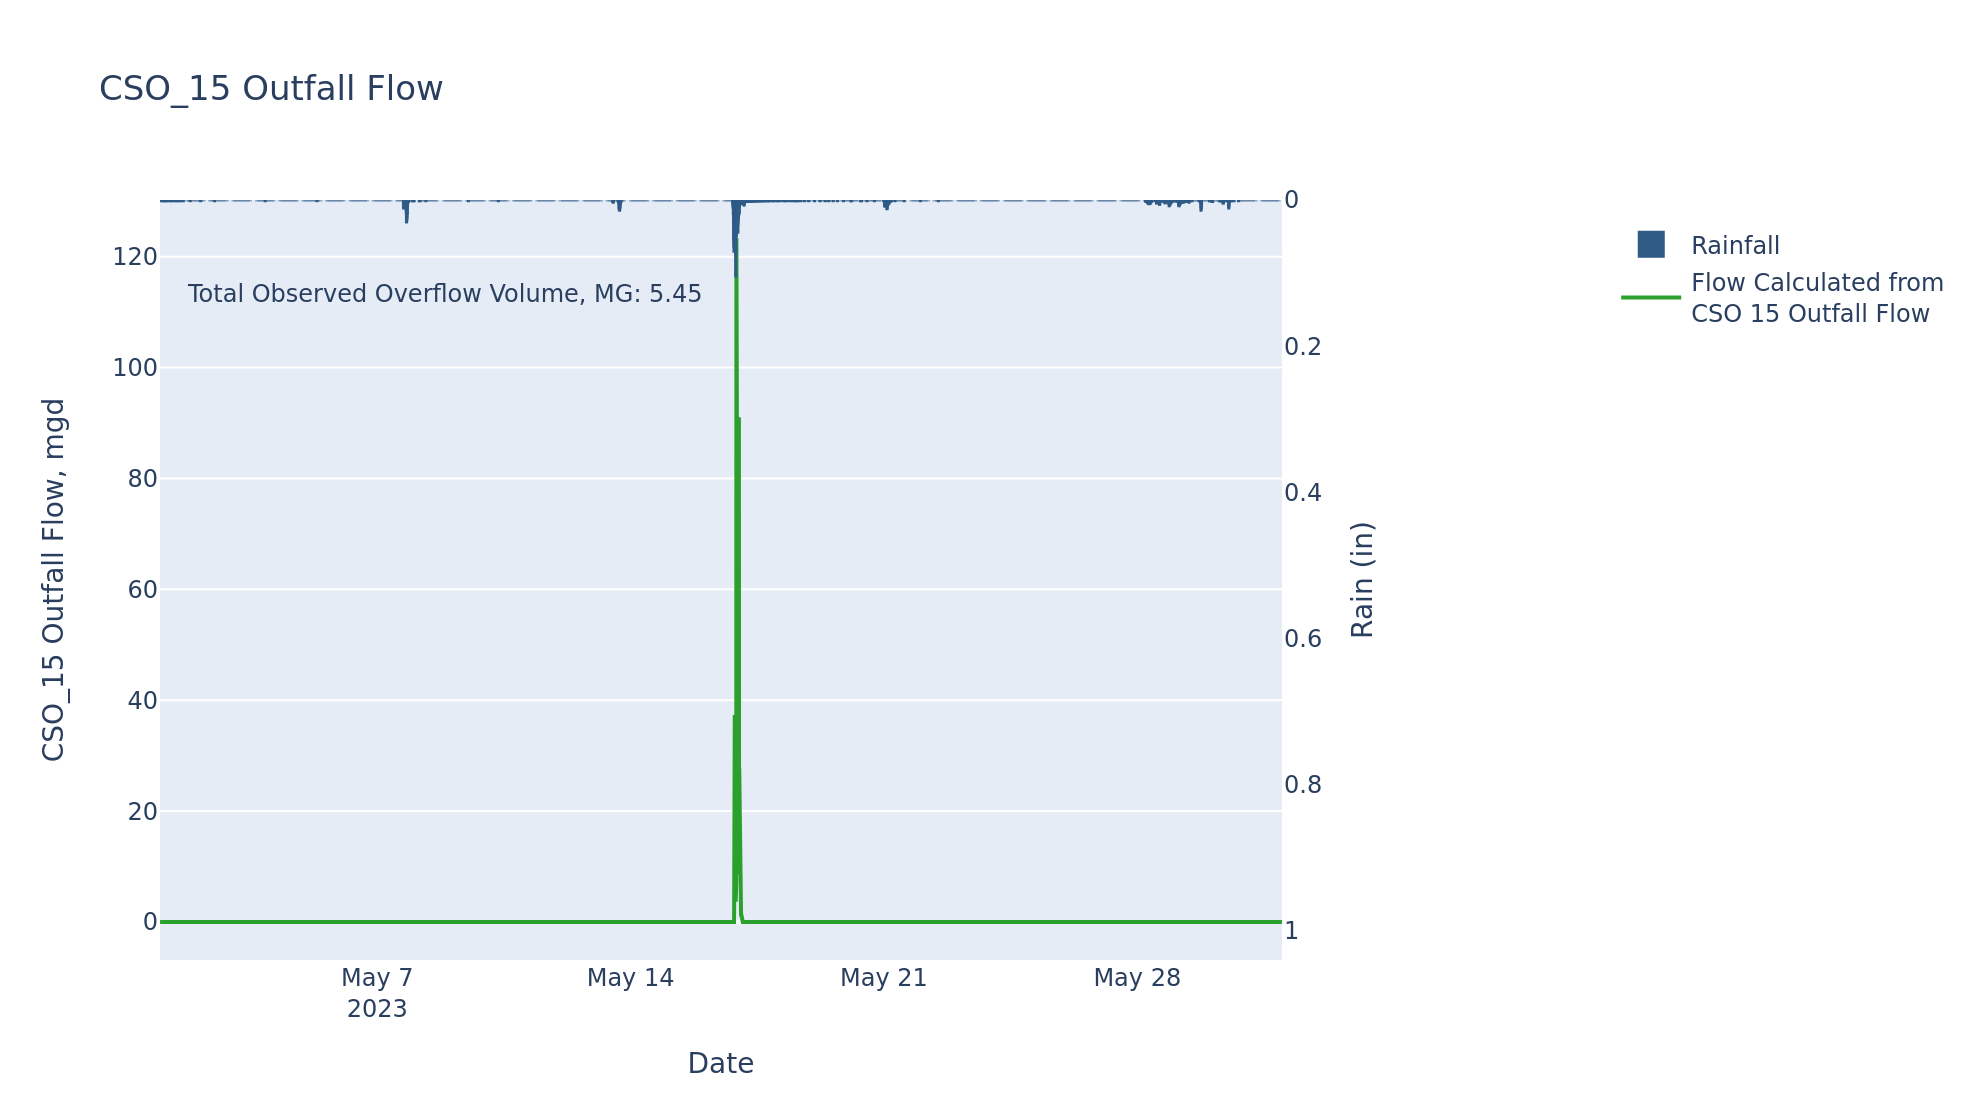 CSO_15 Outfall Flow
Total Observed Overflow Volume, MG: 5.45
120
100
80
60
40
20
0
CSO_15 Outfall Flow, mgd
0
0.2
0.4
0.6
0.8
1
Rain (in)
May 7
2023
May 14
May 21
May 28
Date
Rainfall
Flow Calculated from
CSO 15 Outfall Flow